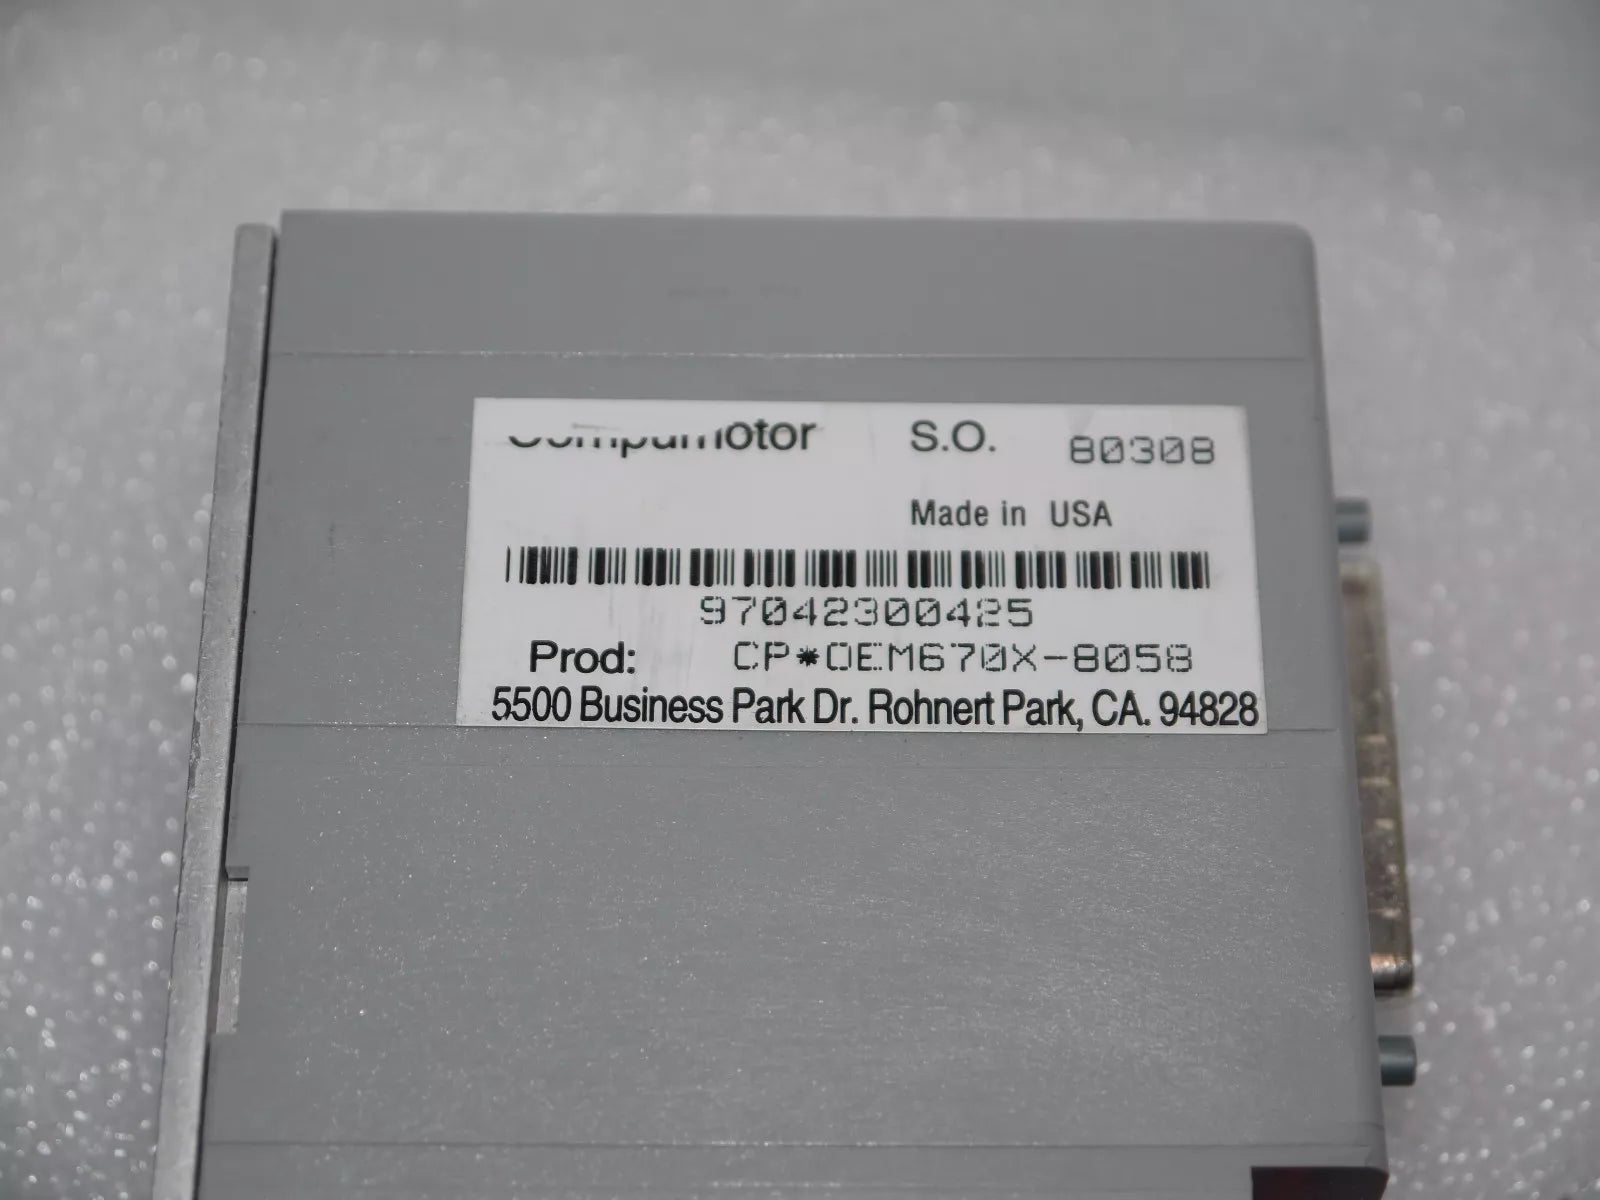 Compumotor S.O. 80308
Made in USA
97042300425
Prod: CP*OEM670X-8058
5500 Business Park Dr. Rohnert Park, CA. 94828